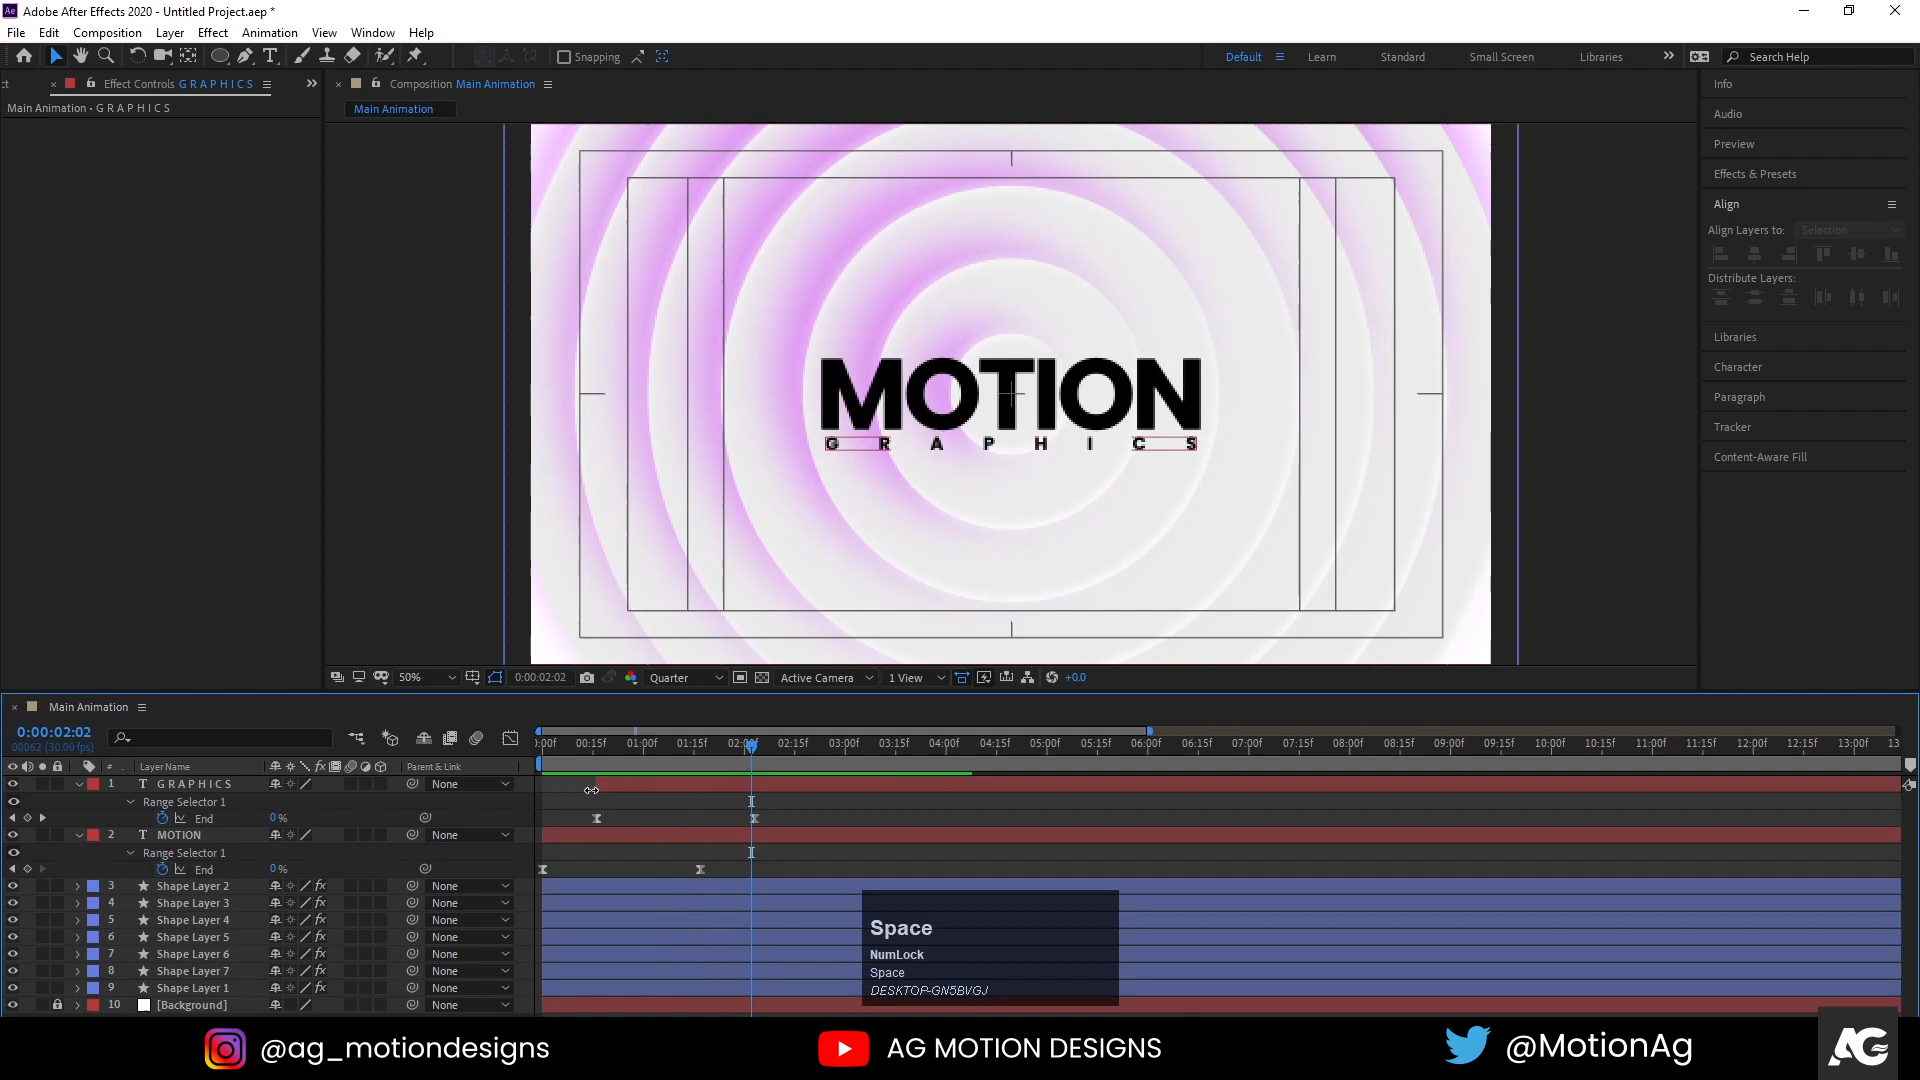 Adobe After Effects 2020 - Untitled Project.aep *
File Edit Composition Layer Effect Animation View Window Help
Snapping
Default Learn Standard Small Screen Libraries Search Help
ct Effect Controls G R A P H I C S
Main Animation • G R A P H I C S
Composition Main Animation
Main Animation
MOTION
G R A P H I C S
50% 0:00:02:02 Quarter Active Camera 1 View +0.0
Info
Audio
Preview
Effects & Presets
Align
Align Layers to: Selection
Distribute Layers:
Libraries
Character
Paragraph
Tracker
Content-Aware Fill
Main Animation
0:00:02:02
00062 (30.00 fps)
:00f 00:15f 01:00f 01:15f 02:00f 02:15f 03:00f 03:15f 04:00f 04:15f 05:00f 05:15f 06:00f 06:15f 07:00f 07:15f 08:00f 08:15f 09:00f 09:15f 10:00f 10:15f 11:00f 11:15f 12:00f 12:15f 13:00f 13
# Layer Name Parent & Link
1 T G R A P H I C S None
Range Selector 1
End 0 %
2 T MOTION None
Range Selector 1
End 0 %
3 Shape Layer 2 fx None
4 Shape Layer 3 fx None
5 Shape Layer 4 fx None
6 Shape Layer 5 fx None
7 Shape Layer 6 fx None
8 Shape Layer 7 fx None
9 Shape Layer 1 fx None
10 [Background] None
Space
NumLock
Space
DESKTOP-GN5BVGJ
@ag_motiondesigns AG MOTION DESIGNS @MotionAg AG